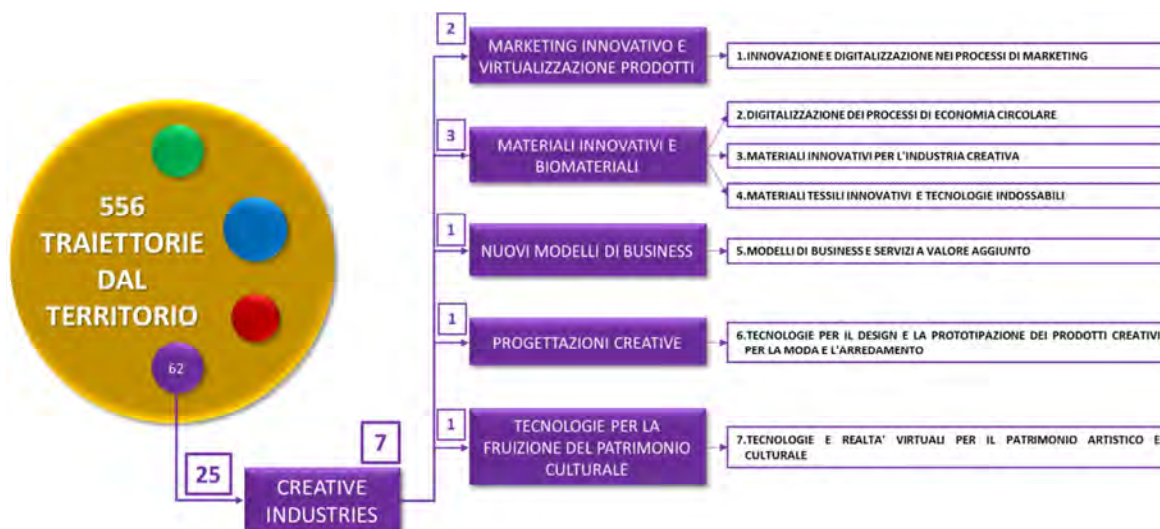 556
TRAIETTORIE
DAL
TERRITORIO
62
25
CREATIVE
INDUSTRIES
7
2
MARKETING INNOVATIVO E
VIRTUALIZZAZIONE PRODOTTI
1.INNOVAZIONE E DIGITALIZZAZIONE NEI PROCESSI DI MARKETING
3
MATERIALI INNOVATIVI E
BIOMATERIALI
2.DIGITALIZZAZIONE DEI PROCESSI DI ECONOMIA CIRCOLARE
3.MATERIALI INNOVATIVI PER L'INDUSTRIA CREATIVA
4.MATERIALI TESSILI INNOVATIVI E TECNOLOGIE INDOSSABILI
1
NUOVI MODELLI DI BUSINESS
5.MODELLI DI BUSINESS E SERVIZI A VALORE AGGIUNTO
1
PROGETTAZIONI CREATIVE
6.TECNOLOGIE PER IL DESIGN E LA PROTOTIPAZIONE DEI PRODOTTI CREATIVI
PER LA MODA E L'ARREDAMENTO
1
TECNOLOGIE PER LA
FRUIZIONE DEL PATRIMONIO
CULTURALE
7.TECNOLOGIE E REALTA' VIRTUALI PER IL PATRIMONIO ARTISTICO E
CULTURALE